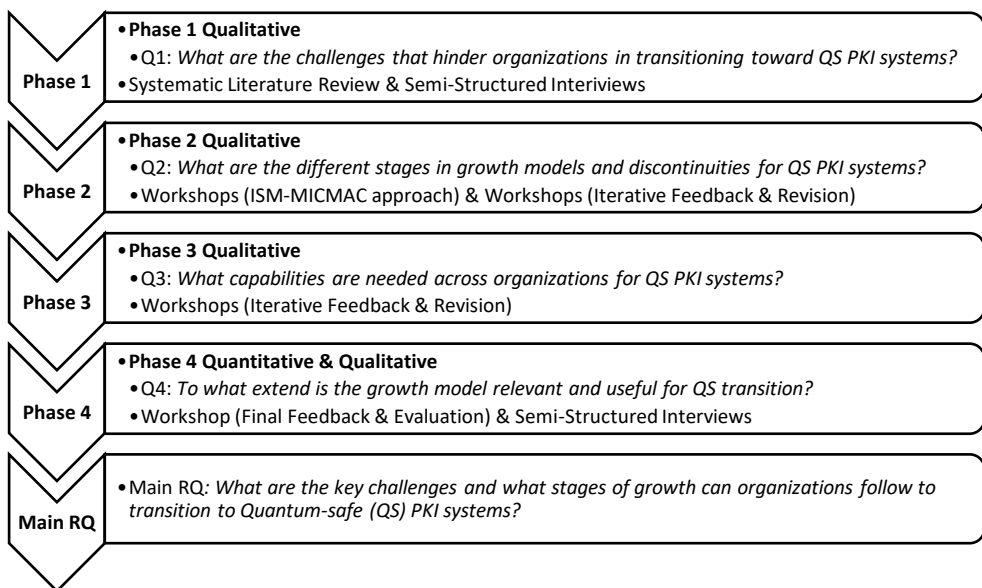 Phase 1
•Phase 1 Qualitative
•Q1: What are the challenges that hinder organizations in transitioning toward QS PKI systems?
•Systematic Literature Review & Semi-Structured Interiviews
Phase 2
•Phase 2 Qualitative
•Q2: What are the different stages in growth models and discontinuities for QS PKI systems?
•Workshops (ISM-MICMAC approach) & Workshops (Iterative Feedback & Revision)
Phase 3
•Phase 3 Qualitative
•Q3: What capabilities are needed across organizations for QS PKI systems?
•Workshops (Iterative Feedback & Revision)
Phase 4
•Phase 4 Quantitative & Qualitative
•Q4: To what extend is the growth model relevant and useful for QS transition?
•Workshop (Final Feedback & Evaluation) & Semi-Structured Interviews
Main RQ
•Main RQ: What are the key challenges and what stages of growth can organizations follow to
transition to Quantum-safe (QS) PKI systems?